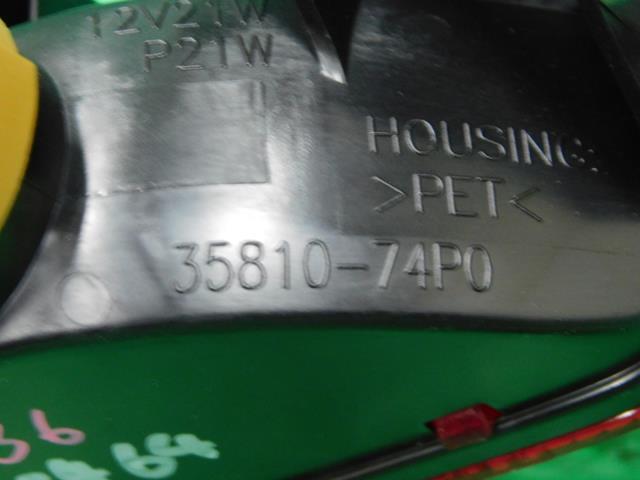 12V21W
P21W
HOUSING:
>PET<
35810-74P0